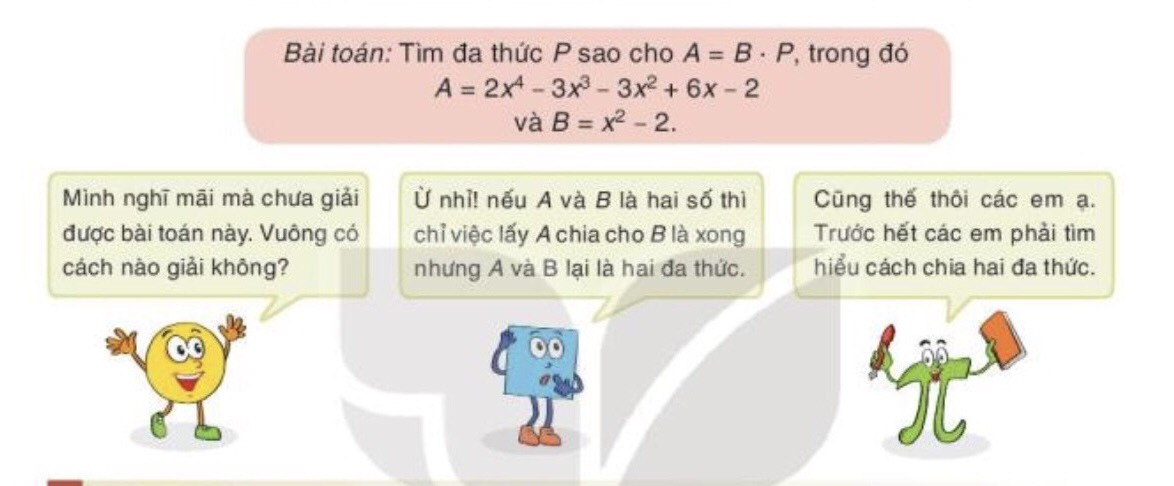 Bài toán: Tìm đa thức P sao cho A = B · P, trong đó
A = 2x⁴ – 3x³ – 3x² + 6x – 2
và B = x² – 2.
Mình nghĩ mãi mà chưa giải
được bài toán này. Vuông có
cách nào giải không?
Ừ nhỉ! nếu A và B là hai số thì
chỉ việc lấy A chia cho B là xong
nhưng A và B lại là hai đa thức.
Cũng thế thôi các em ạ.
Trước hết các em phải tìm
hiểu cách chia hai đa thức.